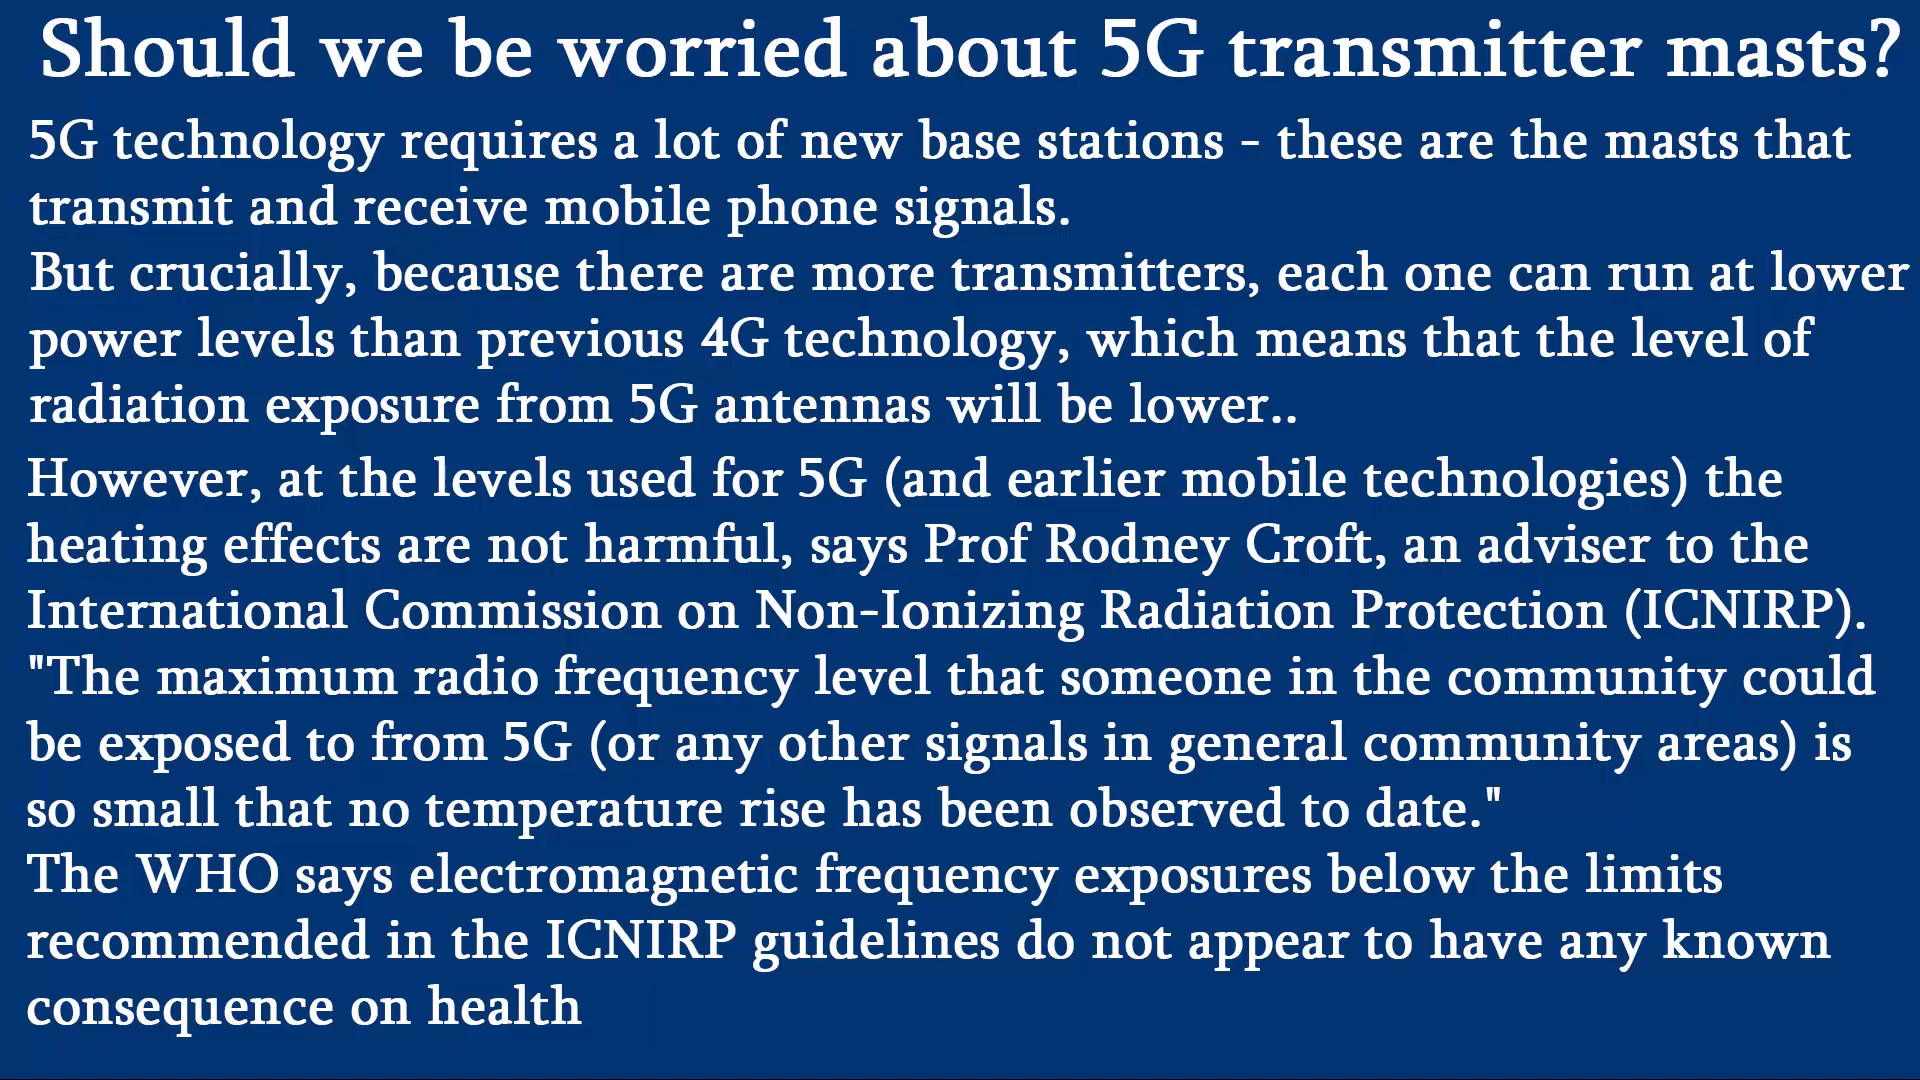 Should we be worried about 5G transmitter masts?
5G technology requires a lot of new base stations - these are the masts that
transmit and receive mobile phone signals.
But crucially, because there are more transmitters, each one can run at lower
power levels than previous 4G technology, which means that the level of
radiation exposure from 5G antennas will be lower..
However, at the levels used for 5G (and earlier mobile technologies) the
heating effects are not harmful, says Prof Rodney Croft, an adviser to the
International Commission on Non-Ionizing Radiation Protection (ICNIRP).
"The maximum radio frequency level that someone in the community could
be exposed to from 5G (or any other signals in general community areas) is
so small that no temperature rise has been observed to date."
The WHO says electromagnetic frequency exposures below the limits
recommended in the ICNIRP guidelines do not appear to have any known
consequence on health